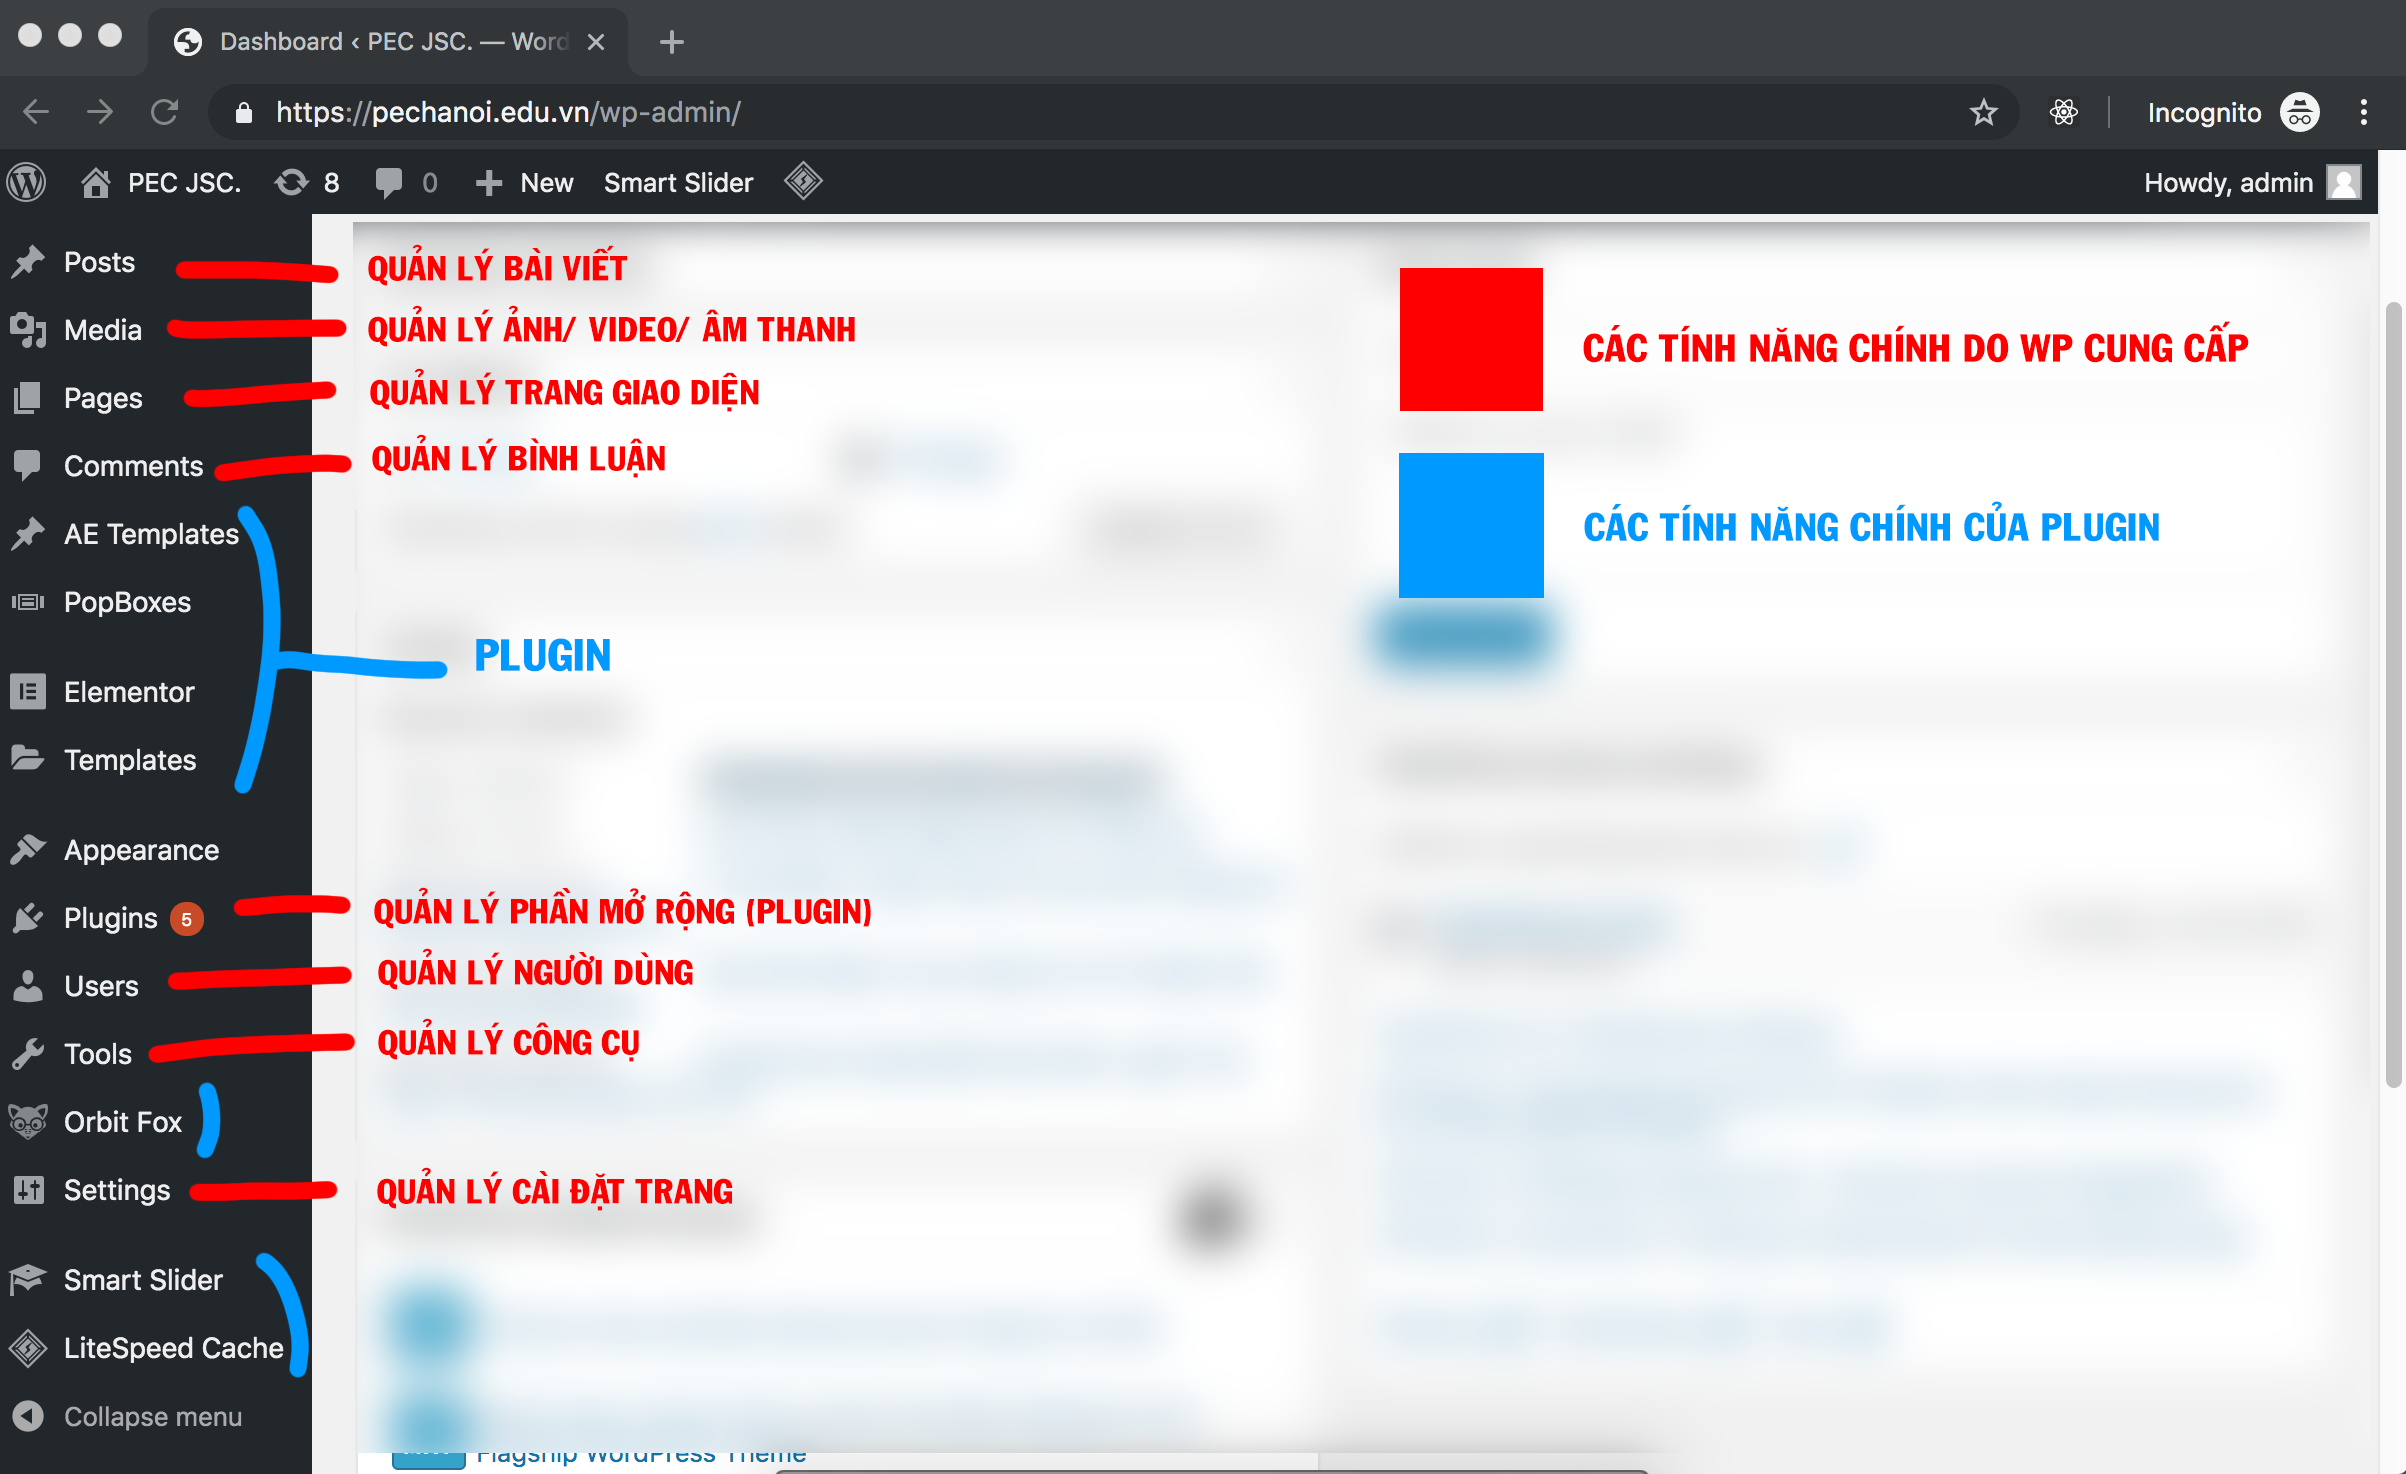 Dashboard ‹ PEC JSC. — Word
https://pechanoi.edu.vn/wp-admin/
Incognito
PEC JSC. 8 0 New Smart Slider Howdy, admin
Posts QUẢN LÝ BÀI VIẾT
Media QUẢN LÝ ẢNH/ VIDEO/ ÂM THANH
CÁC TÍNH NĂNG CHÍNH DO WP CUNG CẤP
Pages QUẢN LÝ TRANG GIAO DIỆN
Comments QUẢN LÝ BÌNH LUẬN
AE Templates
CÁC TÍNH NĂNG CHÍNH CỦA PLUGIN
PopBoxes
PLUGIN
Elementor
Templates
Appearance
Plugins 5 QUẢN LÝ PHẦN MỞ RỘNG (PLUGIN)
Users QUẢN LÝ NGƯỜI DÙNG
Tools QUẢN LÝ CÔNG CỤ
Orbit Fox
Settings QUẢN LÝ CÀI ĐẶT TRANG
Smart Slider
LiteSpeed Cache
Collapse menu
Flagship WordPress Theme